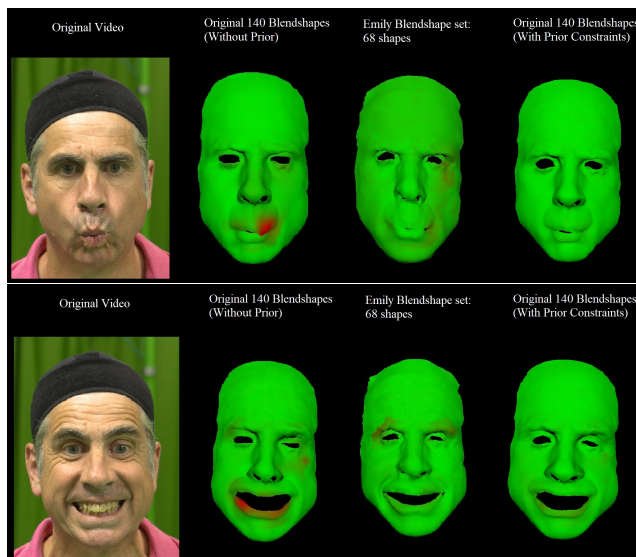 Original Video
Original 140 Blendshapes
(Without Prior)
Emily Blendshape set:
68 shapes
Original 140 Blendshapes
(With Prior Constraints)
Original Video
Original 140 Blendshapes
(Without Prior)
Emily Blendshape set:
68 shapes
Original 140 Blendshapes
(With Prior Constraints)